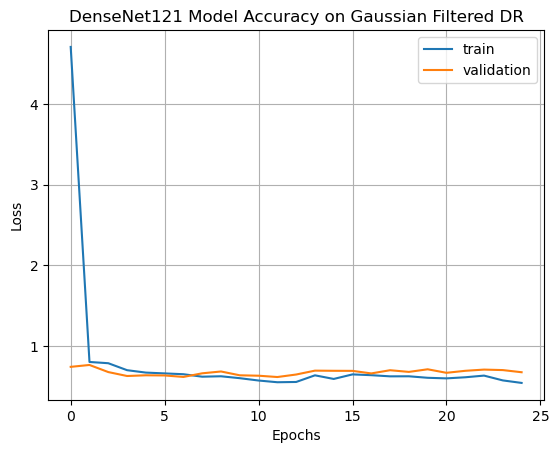 DenseNet121 Model Accuracy on Gaussian Filtered DR
train
validation
4
3
2
1
Loss
0 5 10 15 20 25
Epochs